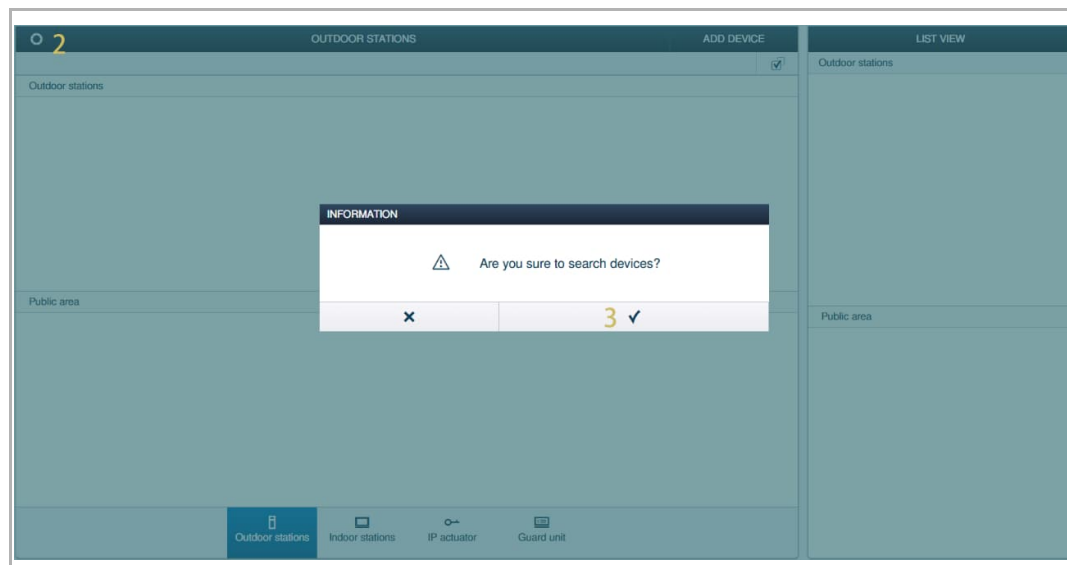 2 OUTDOOR STATIONS ADD DEVICE LIST VIEW
Outdoor stations
Outdoor stations
INFORMATION
Are you sure to search devices?
Public area
3
Public area
Outdoor stations Indoor stations IP actuator Guard unit